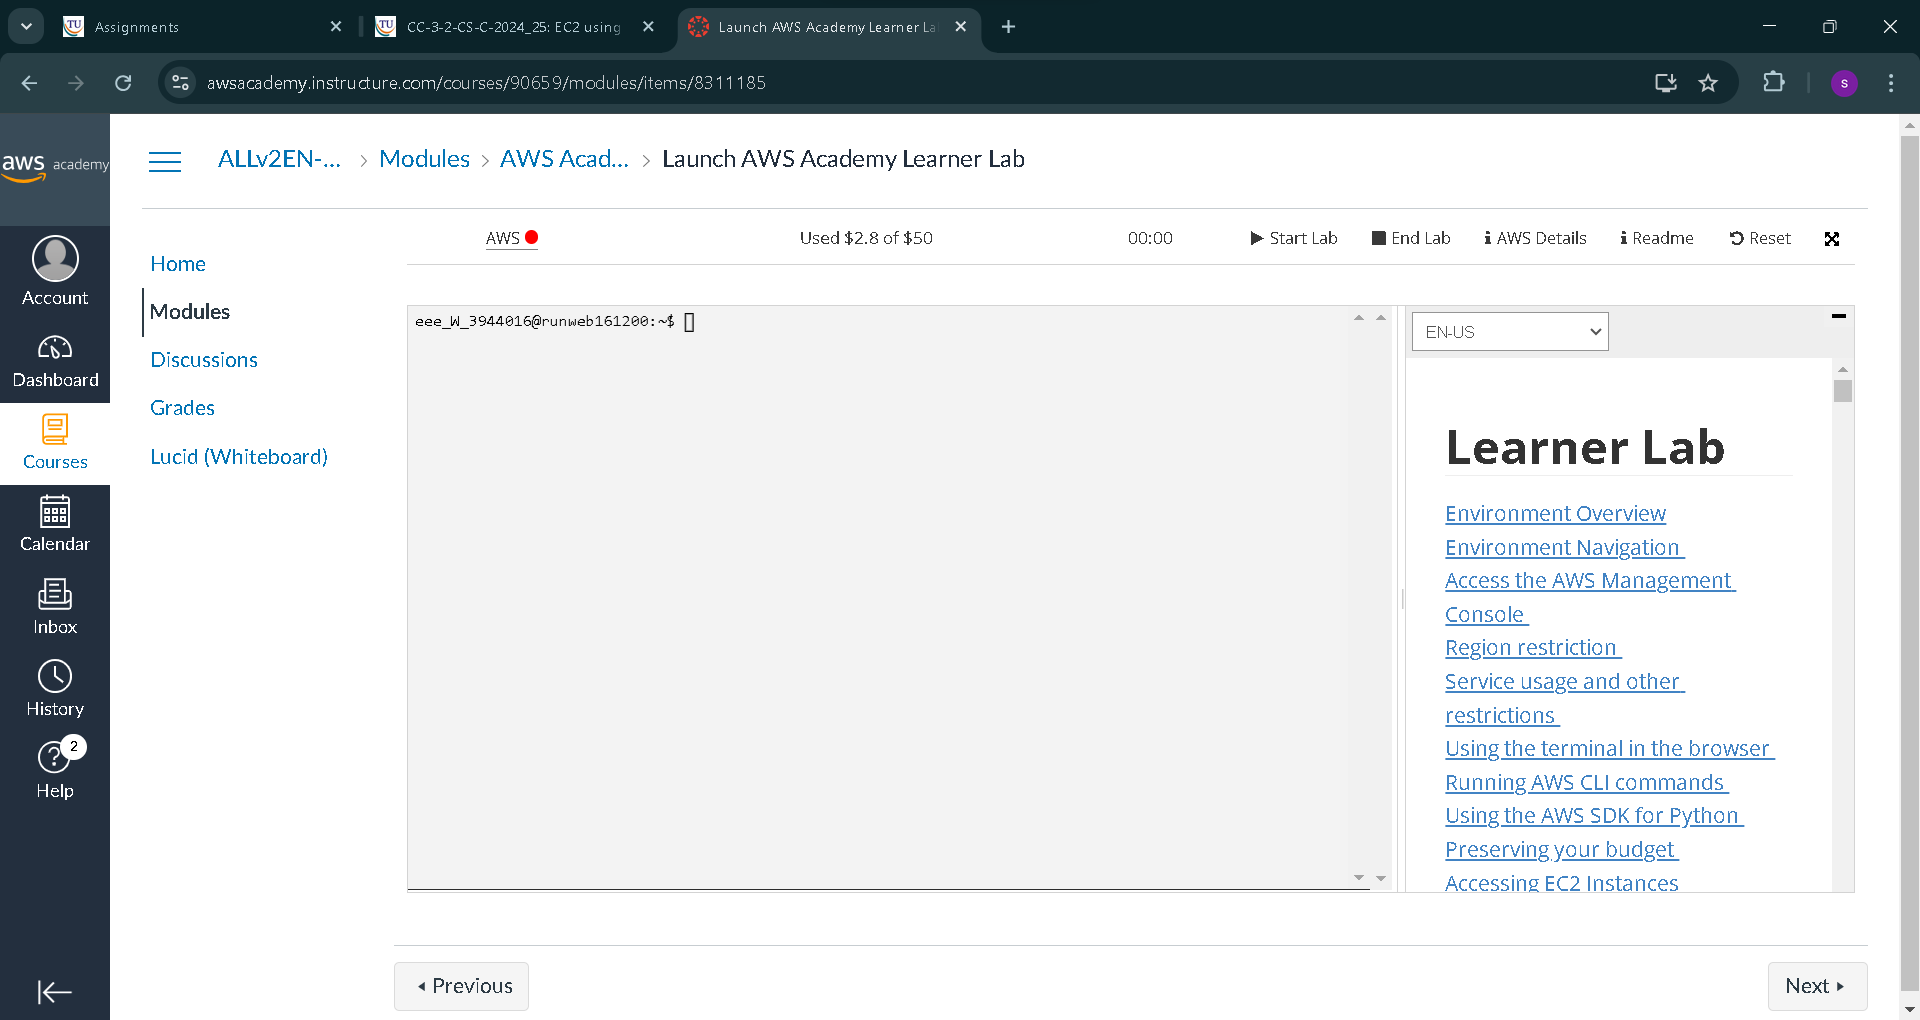 Assignments
CC-3-2-CS-C-2024_25: EC2 using
Launch AWS Academy Learner La
awsacademy.instructure.com/courses/90659/modules/items/8311185
s
aws academy
ALLv2EN-... > Modules > AWS Acad... > Launch AWS Academy Learner Lab
AWS
Used $2.8 of $50
00:00
Start Lab
End Lab
AWS Details
Readme
Reset
Account
Dashboard
Courses
Calendar
Inbox
History
2
Help
Home
Modules
Discussions
Grades
Lucid (Whiteboard)
eee_W_3944016@runweb161200:~$
EN-US
Learner Lab
Environment Overview
Environment Navigation
Access the AWS Management
Console
Region restriction
Service usage and other
restrictions
Using the terminal in the browser
Running AWS CLI commands
Using the AWS SDK for Python
Preserving your budget
Accessing EC2 Instances
Previous
Next